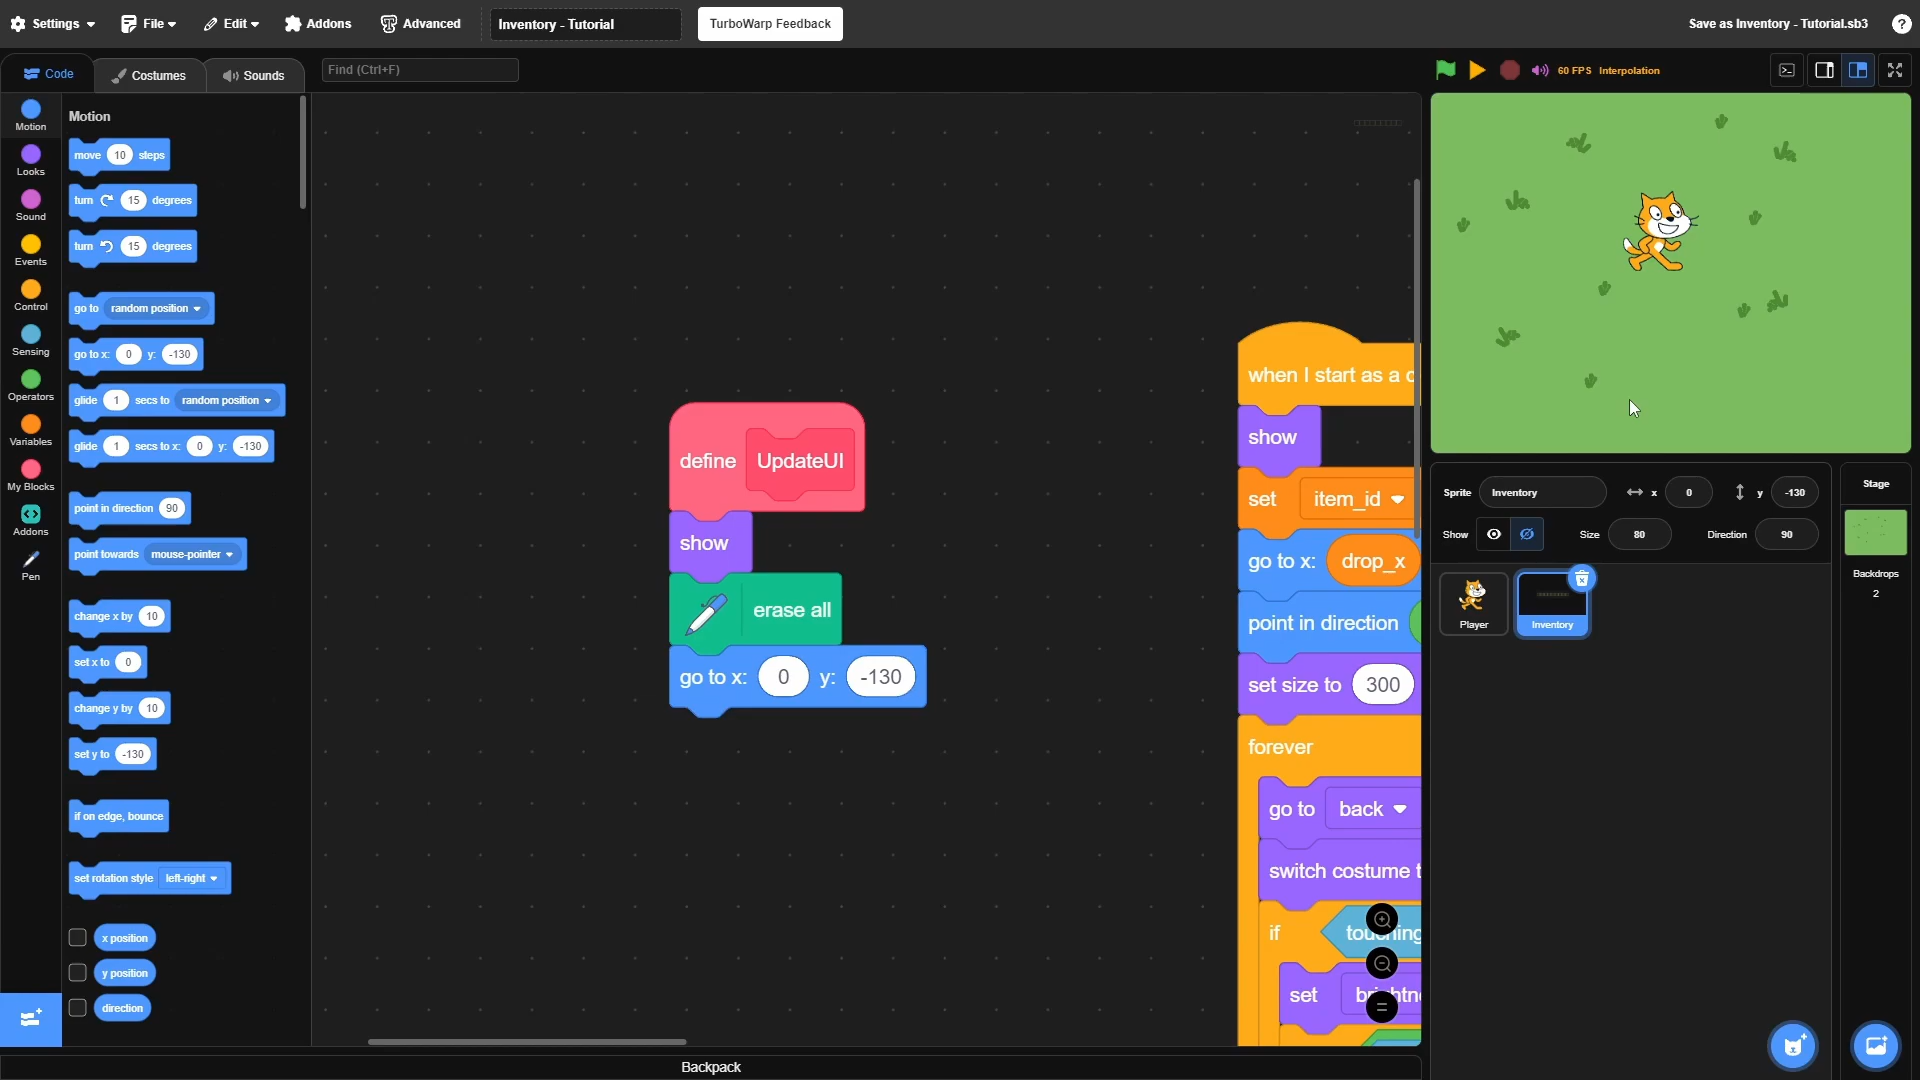 Settings
File
Edit
Addons
Advanced
Inventory - Tutorial
TurboWarp Feedback
Save as Inventory - Tutorial.sb3
?
Code
Costumes
Sounds
Find (Ctrl+F)
60 FPS
Interpolation
Motion
Looks
Sound
Events
Control
Sensing
Operators
Variables
My Blocks
Addons
Pen
Motion
move 10 steps
turn 15 degrees
turn 15 degrees
go to random position
go to x: 0 y: -130
glide 1 secs to random position
glide 1 secs to x: 0 y: -130
point in direction 90
point towards mouse-pointer
change x by 10
set x to 0
change y by 10
set y to -130
if on edge, bounce
set rotation style left-right
x position
y position
direction
define UpdateUI
show
erase all
go to x: 0 y: -130
when I start as a c
show
set item_id
go to x: drop_x
point in direction
set size to 300
forever
go to back
switch costume t
if touching
set brightne
Backpack
Sprite Inventory x 0 y -130
Show Size 80 Direction 90
Player
Inventory
Stage
Backdrops
2